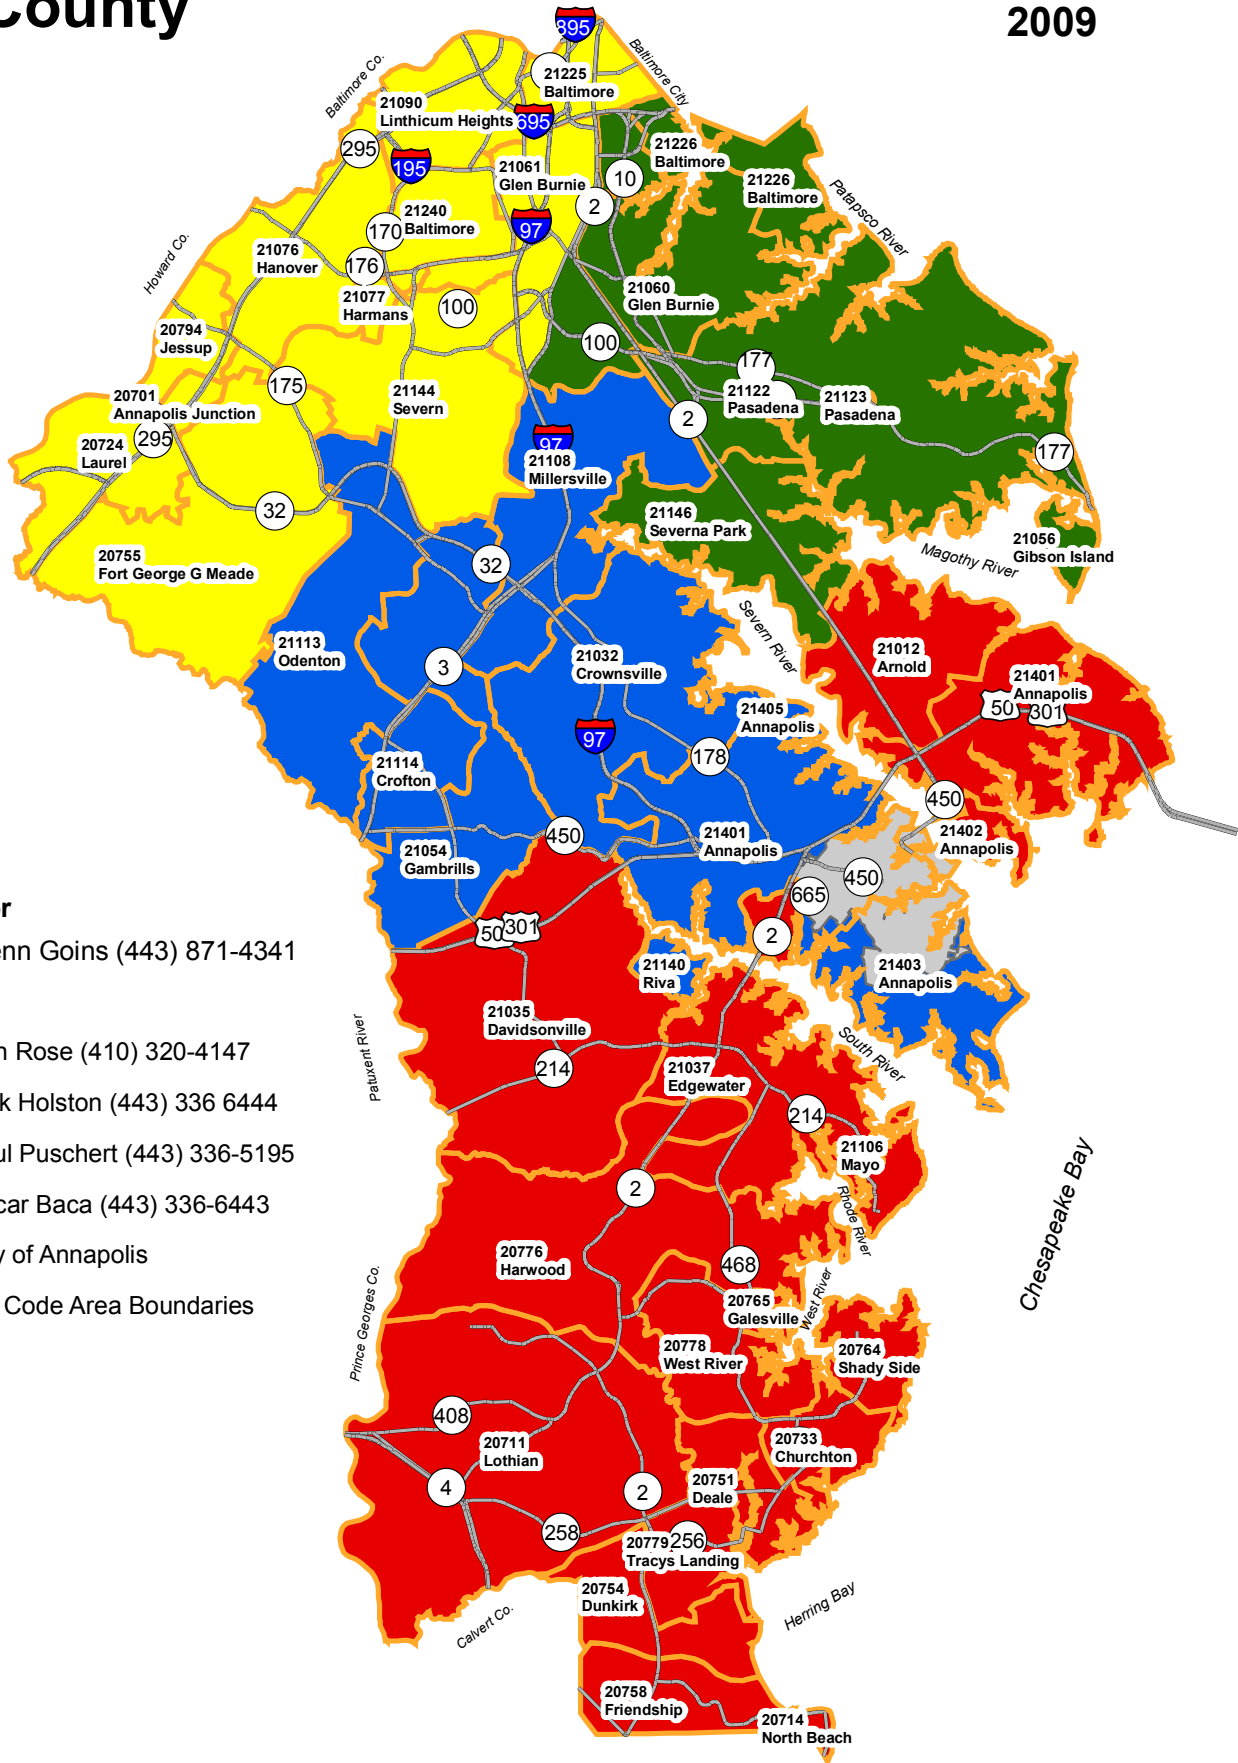 County
2009
895
Baltimore Co.
Baltimore City
21225
Baltimore
21090
Linthicum Heights
695
295
195
21226
Baltimore
21061
Glen Burnie
10
21226
Baltimore
2
Patapsco River
21240
Baltimore
170
97
Howard Co.
21076
Hanover
176
21077
Harmans
100
21060
Glen Burnie
20794
Jessup
100
177
175
21144
Severn
21122
Pasadena
21123
Pasadena
20701
Annapolis Junction
295
2
20724
Laurel
97
21108
Millersville
177
32
21146
Severna Park
21056
Gibson Island
Magothy River
20755
Fort George G Meade
32
Severn River
21113
Odenton
3
21032
Crownsville
21012
Arnold
21401
Annapolis
50
301
21405
Annapolis
97
178
21114
Crofton
450
21402
Annapolis
450
21401
Annapolis
21054
Gambrills
450
665
or
enn Goins (443) 871-4341
50
301
2
21140
Riva
21403
Annapolis
21035
Davidsonville
Patuxent River
South River
n Rose (410) 320-4147
214
21037
Edgewater
k Holston (443) 336 6444
214
ul Puschert (443) 336-5195
21106
Mayo
car Baca (443) 336-6443
2
Rhode River
Chesapeake Bay
y of Annapolis
20776
Harwood
468
Code Area Boundaries
20765
Galesville
West River
Prince Georges Co.
20778
West River
20764
Shady Side
408
20711
Lothian
20733
Churchton
4
2
20751
Deale
258
256
20779
Tracys Landing
20754
Dunkirk
Calvert Co.
Herring Bay
20758
Friendship
20714
North Beach